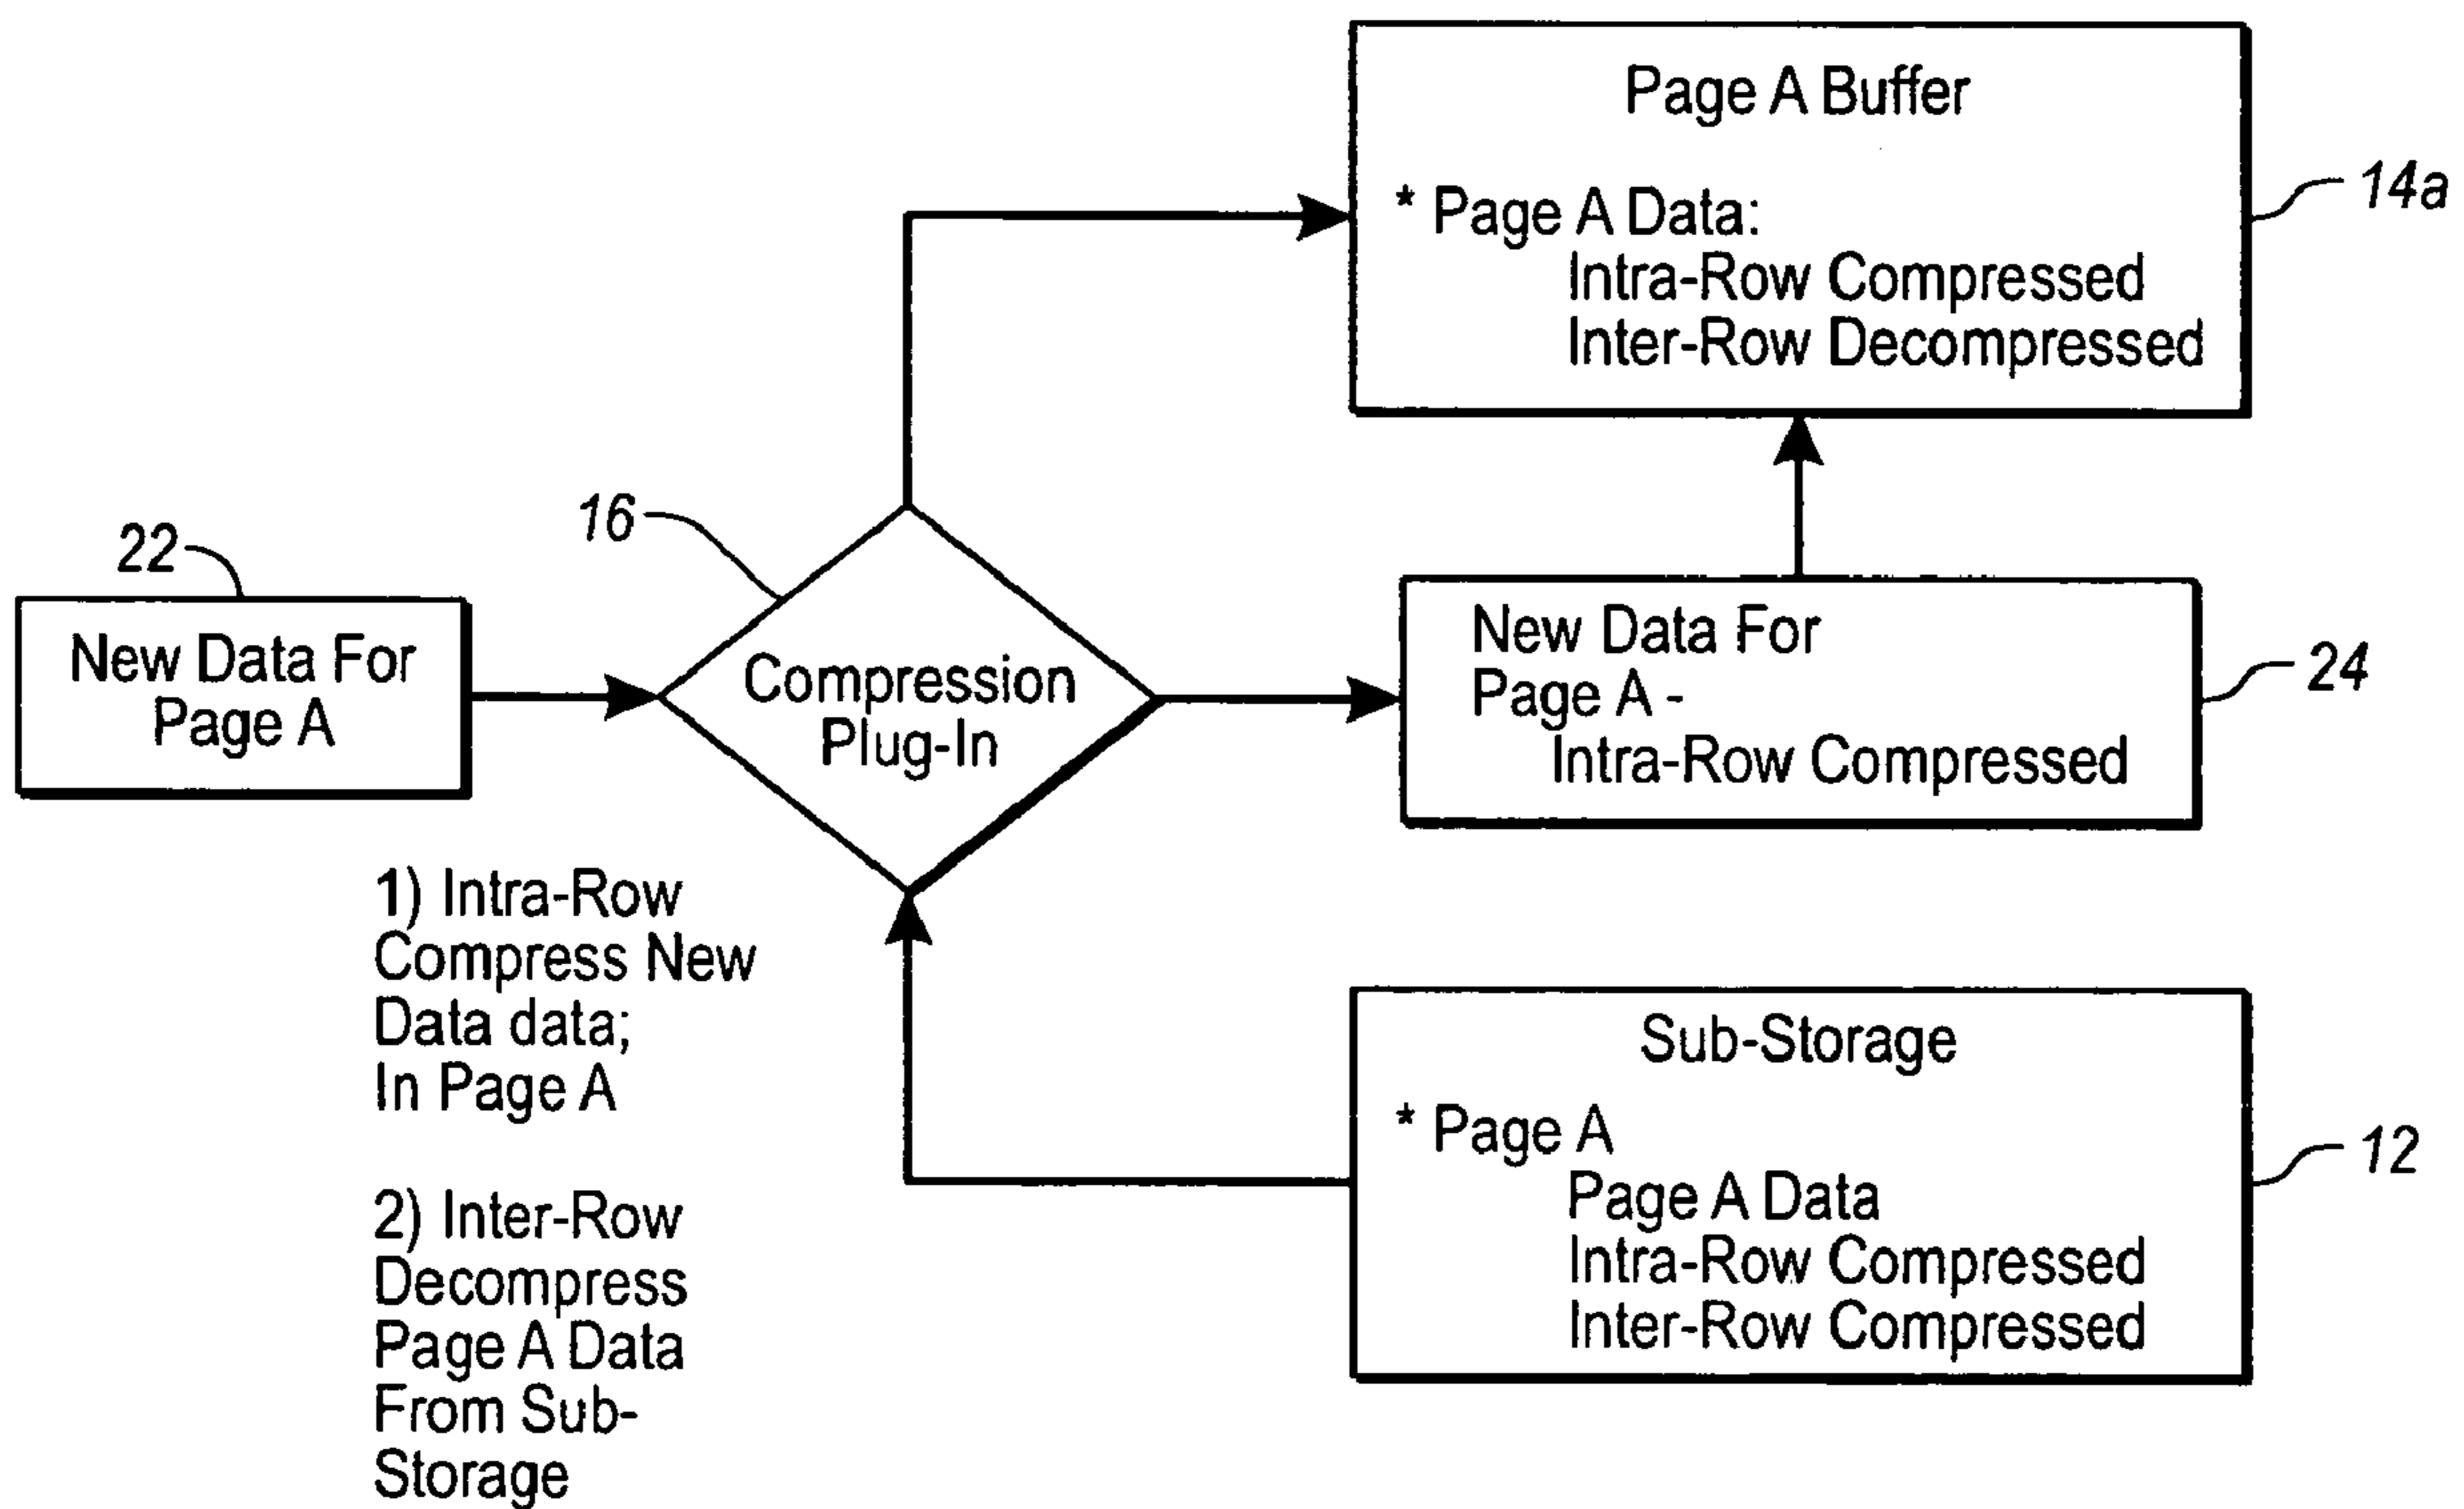 Page A Buffer
* Page A Data:
Intra-Row Compressed
Inter-Row Decompressed
14a
16
22
New Data For
Page A
Compression
Plug-In
New Data For
Page A -
Intra-Row Compressed
24
1) Intra-Row
Compress New
Data data;
In Page A
2) Inter-Row
Decompress
Page A Data
From Sub-
Storage
Sub-Storage
* Page A
Page A Data
Intra-Row Compressed
Inter-Row Compressed
12